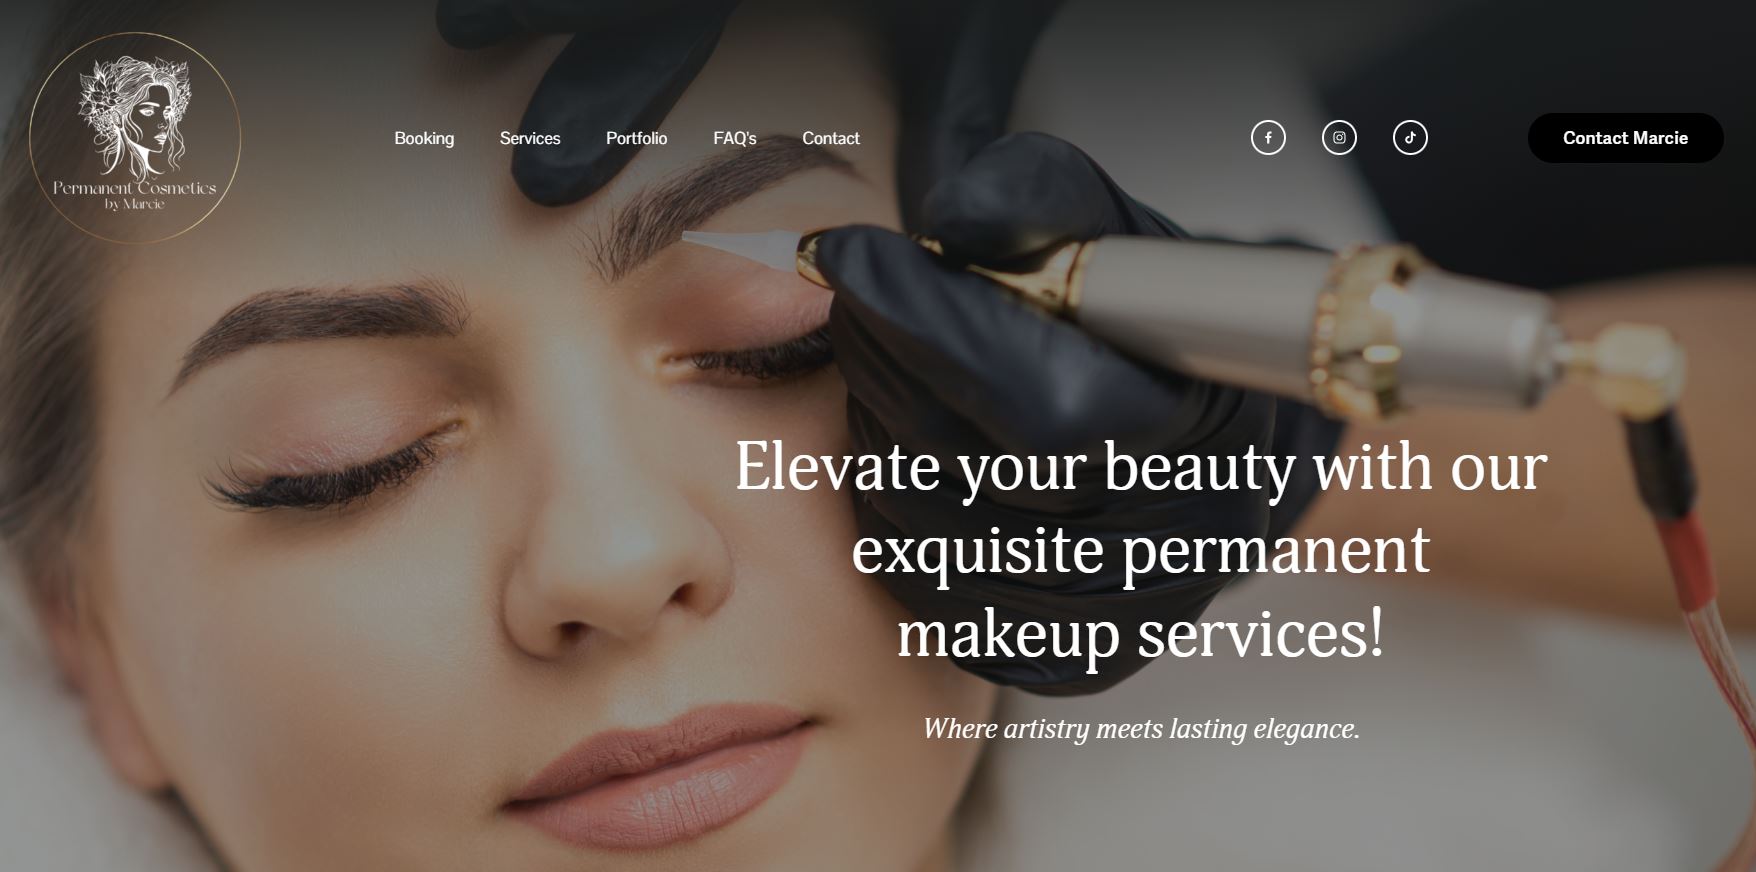 Permanent Cosmetics
by Marcie
Booking
Services
Portfolio
FAQ's
Contact
Contact Marcie
Elevate your beauty with our
exquisite permanent
makeup services!
Where artistry meets lasting elegance.